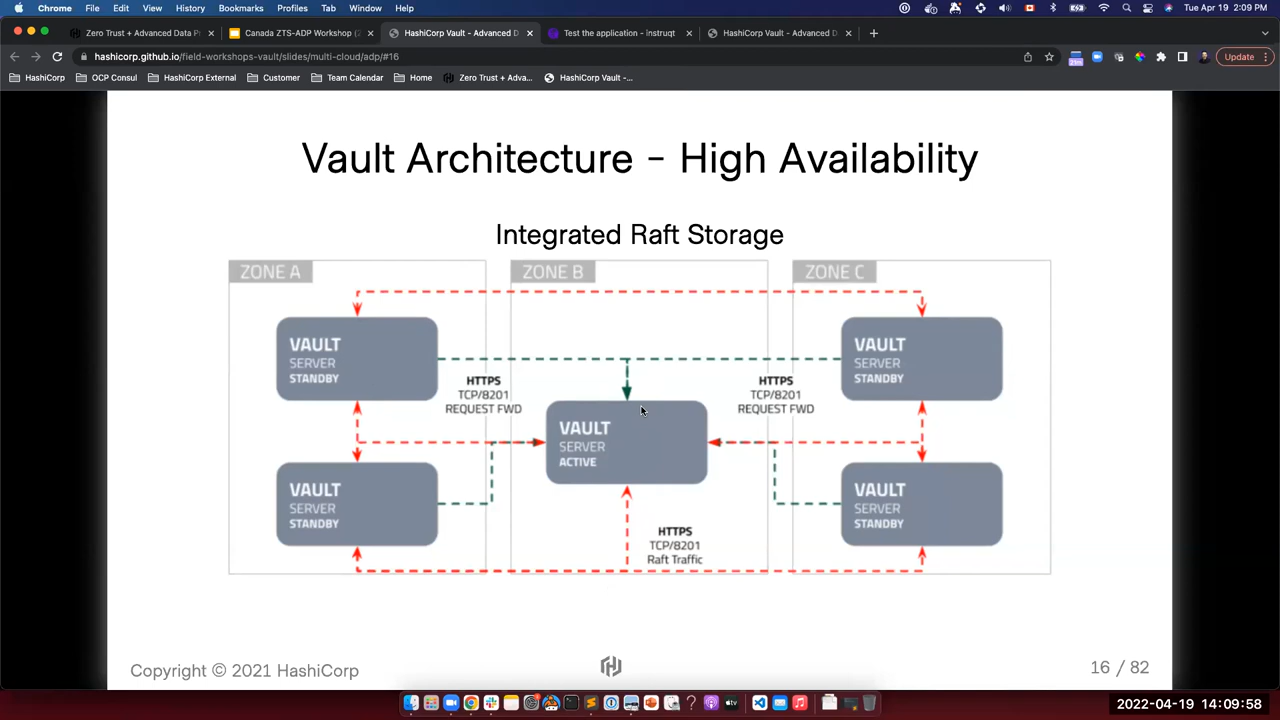 Chrome File Edit View History Bookmarks Profiles Tab Window Help Tue Apr 19 2:09 PM
Zero Trust + Advanced Data Pr Canada ZTS-ADP Workshop ( HashiCorp Vault - Advanced D Test the application - instruqt HashiCorp Vault - Advanced D
hashicorp.github.io/field-workshops-vault/slides/multi-cloud/adp/#16 Update
HashiCorp OCP Consul HashiCorp External Customer Team Calendar Home Zero Trust + Adva... HashiCorp Vault -...
Vault Architecture - High Availability
Integrated Raft Storage
ZONE A
ZONE B
ZONE C
VAULT
SERVER
STANDBY
VAULT
SERVER
STANDBY
HTTPS
TCP/8201
REQUEST FWD
HTTPS
TCP/8201
REQUEST FWD
VAULT
SERVER
ACTIVE
VAULT
SERVER
STANDBY
VAULT
SERVER
STANDBY
HTTPS
TCP/8201
Raft Traffic
Copyright © 2021 HashiCorp
16 / 82
2022-04-19 14:09:58